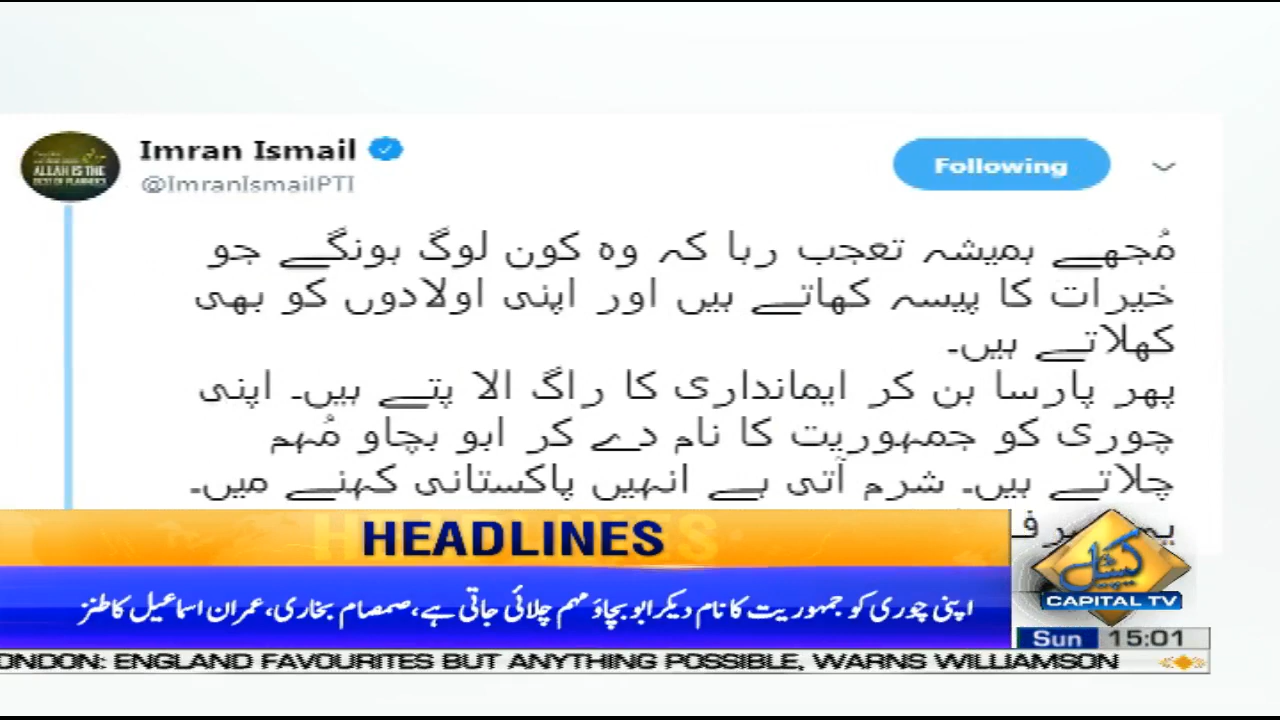 Imran Ismail
@ImranIsmailPTI
Following
مُجھے ہمیشہ تعجب رہا کہ وہ کون لوگ ہونگے جو
خیرات کا پیسہ کھاتے ہیں اور اپنی اولادوں کو بھی
کھلاتے ہیں۔
پھر پارسا بن کر ایمانداری کا راگ الا پتے ہیں۔ اپنی
چوری کو جمہوریت کا نام دے کر ابو بچاو مُہم
چلاتے ہیں۔ شرم آتی ہے انہیں پاکستانی کہنے میں۔
HEADLINES
اپنی چوری کو جمہوریت کا نام دیکر ابو بچاؤ مہم چلائی جاتی ہے، صمصام بخاری، عمران اسماعیل کا طنز
کیپیٹل
CAPITAL TV
Sun 15:01
ONDON: ENGLAND FAVOURITES BUT ANYTHING POSSIBLE, WARNS WILLIAMSON